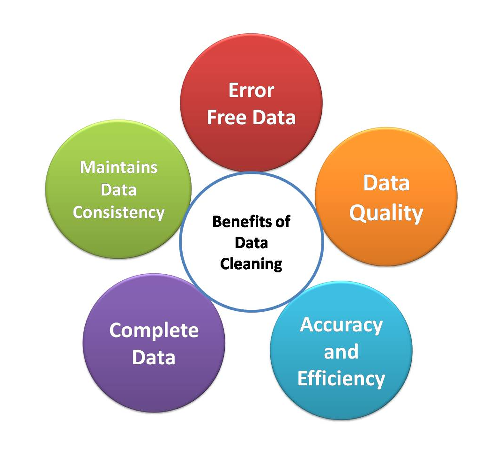 Error
Free Data
Data
Quality
Accuracy
and
Efficiency
Complete
Data
Maintains
Data
Consistency
Benefits of
Data
Cleaning